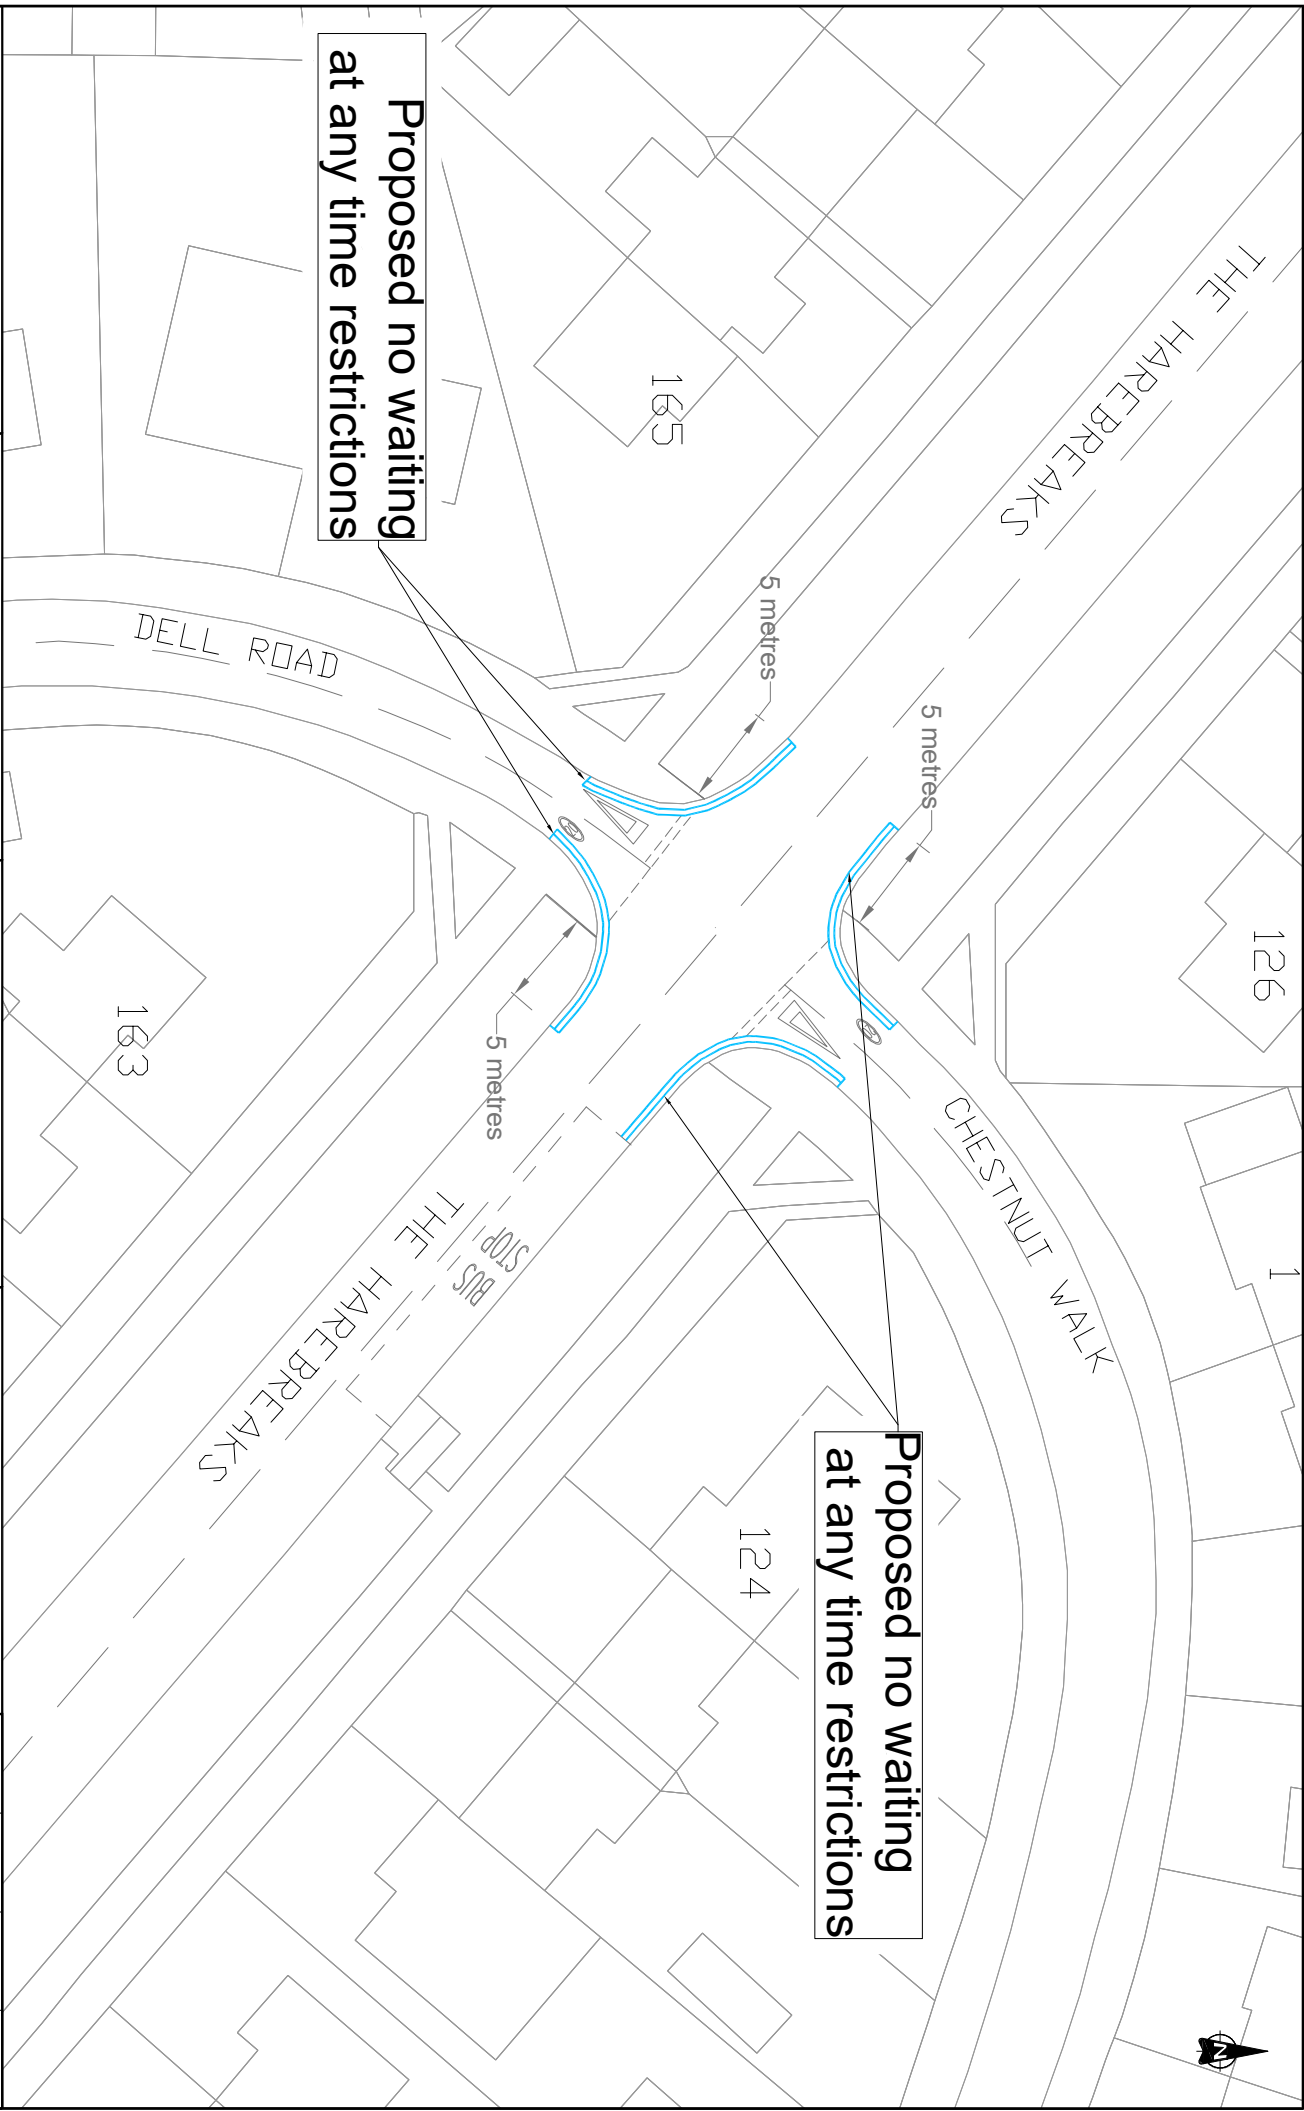 THE HAREBREAKS
126
1
Proposed no waiting
at any time restrictions
165
5 metres
5 metres
CHESTNUT WALK
Proposed no waiting
at any time restrictions
124
DELL ROAD
5 metres
BUS
STOP
THE HAREBREAKS
163
N